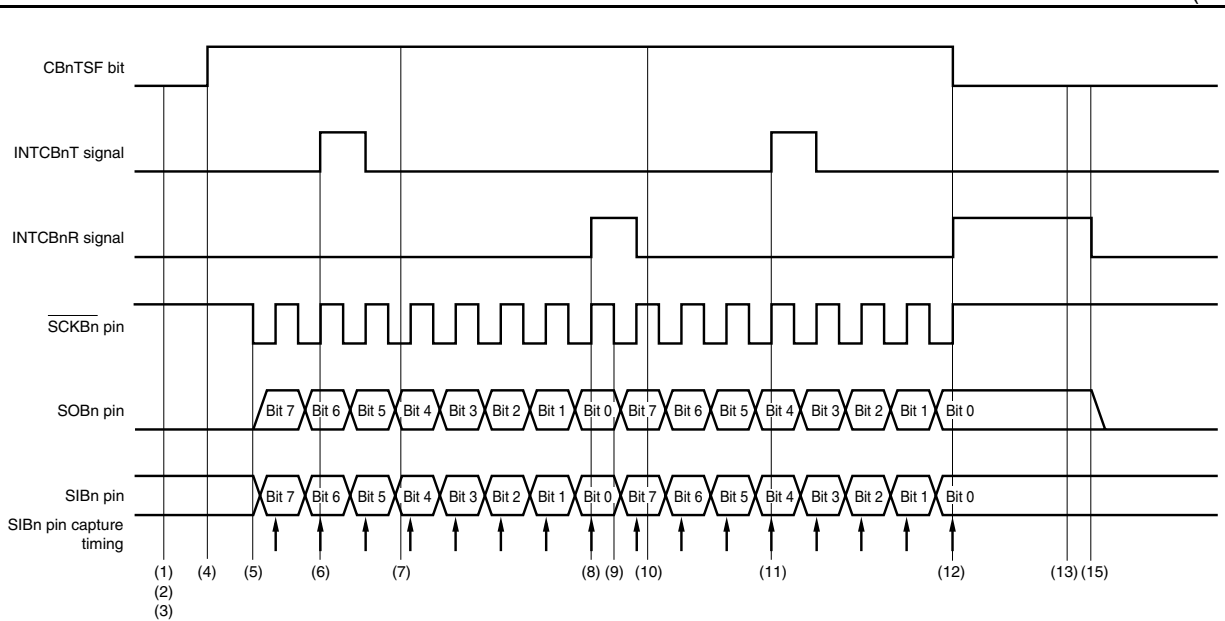 CBnTSF bit
INTCBnT signal
INTCBnR signal
SCKBn pin
SOBn pin
Bit 7 Bit 6 Bit 5 Bit 4 Bit 3 Bit 2 Bit 1 Bit 0 Bit 7 Bit 6 Bit 5 Bit 4 Bit 3 Bit 2 Bit 1 Bit 0
SIBn pin
Bit 7 Bit 6 Bit 5 Bit 4 Bit 3 Bit 2 Bit 1 Bit 0 Bit 7 Bit 6 Bit 5 Bit 4 Bit 3 Bit 2 Bit 1 Bit 0
SIBn pin capture
timing
(1) (4) (5) (6) (7) (8) (9) (10) (11) (12) (13) (15)
(2)
(3)